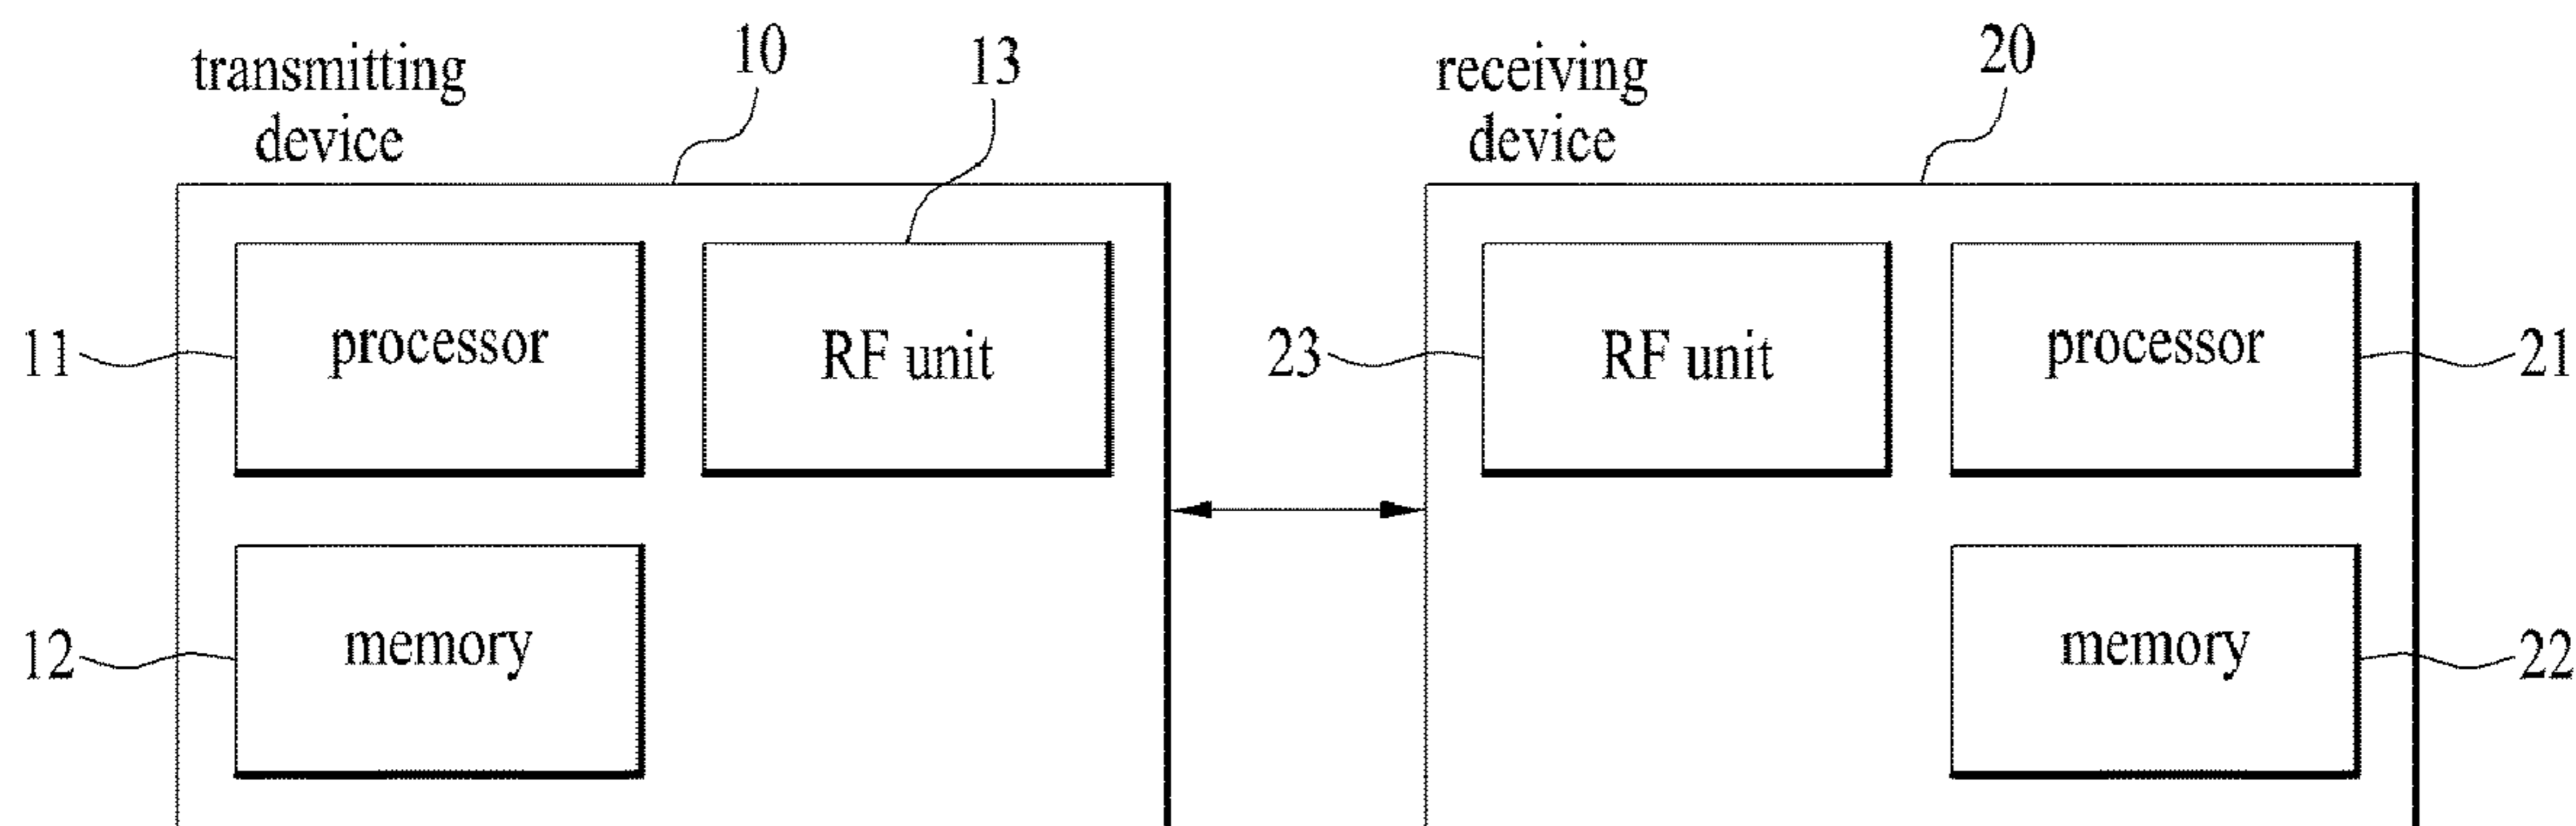 transmitting
device
10
13
receiving
device
20
11
processor
RF unit
23
RF unit
processor
21
12
memory
memory
22